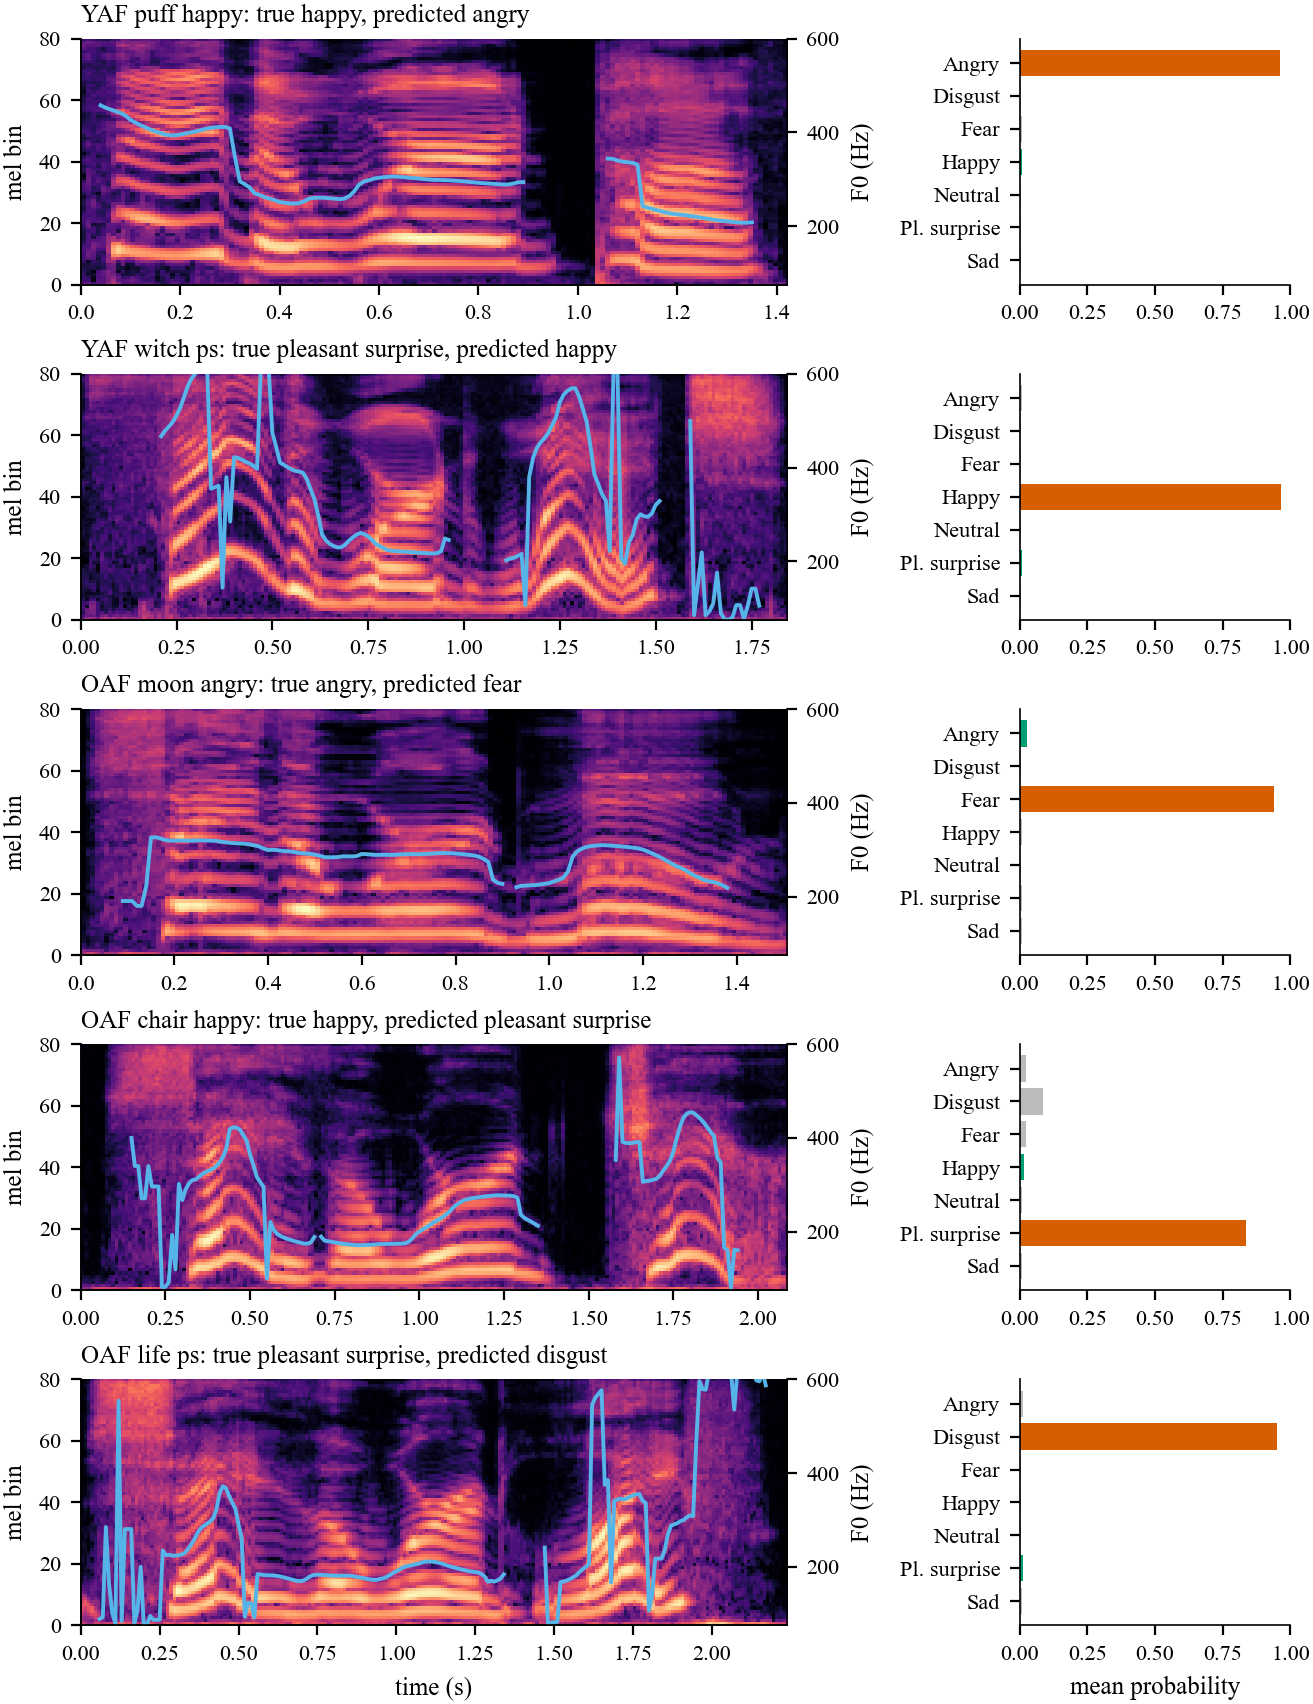 YAF puff happy: true happy, predicted angry
80
60
40
20
0
mel bin
0.0 0.2 0.4 0.6 0.8 1.0 1.2 1.4
600
400
200
F0 (Hz)
Angry
Disgust
Fear
Happy
Neutral
Pl. surprise
Sad
0.00 0.25 0.50 0.75 1.00
YAF witch ps: true pleasant surprise, predicted happy
80
60
40
20
0
mel bin
0.00 0.25 0.50 0.75 1.00 1.25 1.50 1.75
600
400
200
F0 (Hz)
Angry
Disgust
Fear
Happy
Neutral
Pl. surprise
Sad
0.00 0.25 0.50 0.75 1.00
OAF moon angry: true angry, predicted fear
80
60
40
20
0
mel bin
0.0 0.2 0.4 0.6 0.8 1.0 1.2 1.4
600
400
200
F0 (Hz)
Angry
Disgust
Fear
Happy
Neutral
Pl. surprise
Sad
0.00 0.25 0.50 0.75 1.00
OAF chair happy: true happy, predicted pleasant surprise
80
60
40
20
0
mel bin
0.00 0.25 0.50 0.75 1.00 1.25 1.50 1.75 2.00
600
400
200
F0 (Hz)
Angry
Disgust
Fear
Happy
Neutral
Pl. surprise
Sad
0.00 0.25 0.50 0.75 1.00
OAF life ps: true pleasant surprise, predicted disgust
80
60
40
20
0
mel bin
0.00 0.25 0.50 0.75 1.00 1.25 1.50 1.75 2.00
time (s)
600
400
200
F0 (Hz)
Angry
Disgust
Fear
Happy
Neutral
Pl. surprise
Sad
0.00 0.25 0.50 0.75 1.00
mean probability